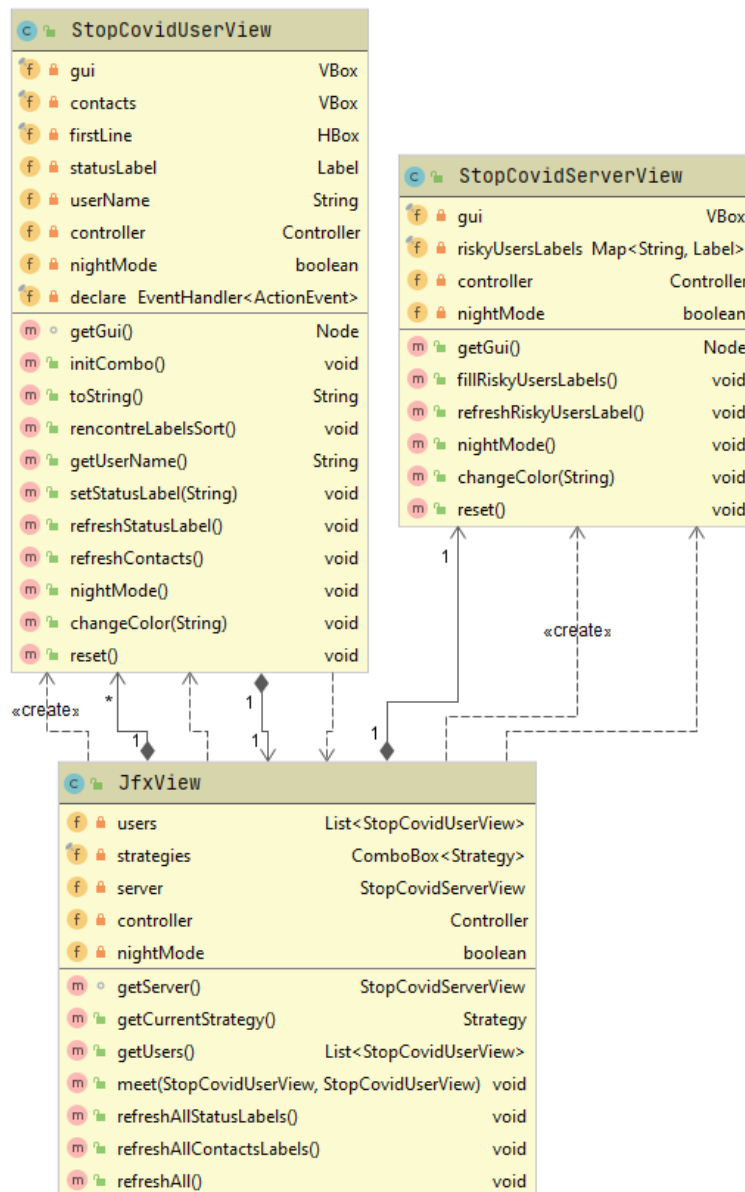 StopCovidUserView
gui VBox
contacts VBox
firstLine HBox
statusLabel Label
userName String
controller Controller
nightMode boolean
declare EventHandler<ActionEvent>
getGui() Node
initCombo() void
toString() String
rencontreLabelsSort() void
getUserName() String
setStatusLabel(String) void
refreshStatusLabel() void
refreshContacts() void
nightMode() void
changeColor(String) void
reset() void
StopCovidServerView
gui VBox
riskyUsersLabels Map<String, Label>
controller Controller
nightMode boolean
getGui() Node
fillRiskyUsersLabels() void
refreshRiskyUsersLabel() void
nightMode() void
changeColor(String) void
reset() void
«create»
*
1
1
1
1
1
«create»
JfxView
users List<StopCovidUserView>
strategies ComboBox<Strategy>
server StopCovidServerView
controller Controller
nightMode boolean
getServer() StopCovidServerView
getCurrentStrategy() Strategy
getUsers() List<StopCovidUserView>
meet(StopCovidUserView, StopCovidUserView) void
refreshAllStatusLabels() void
refreshAllContactsLabels() void
refreshAll() void